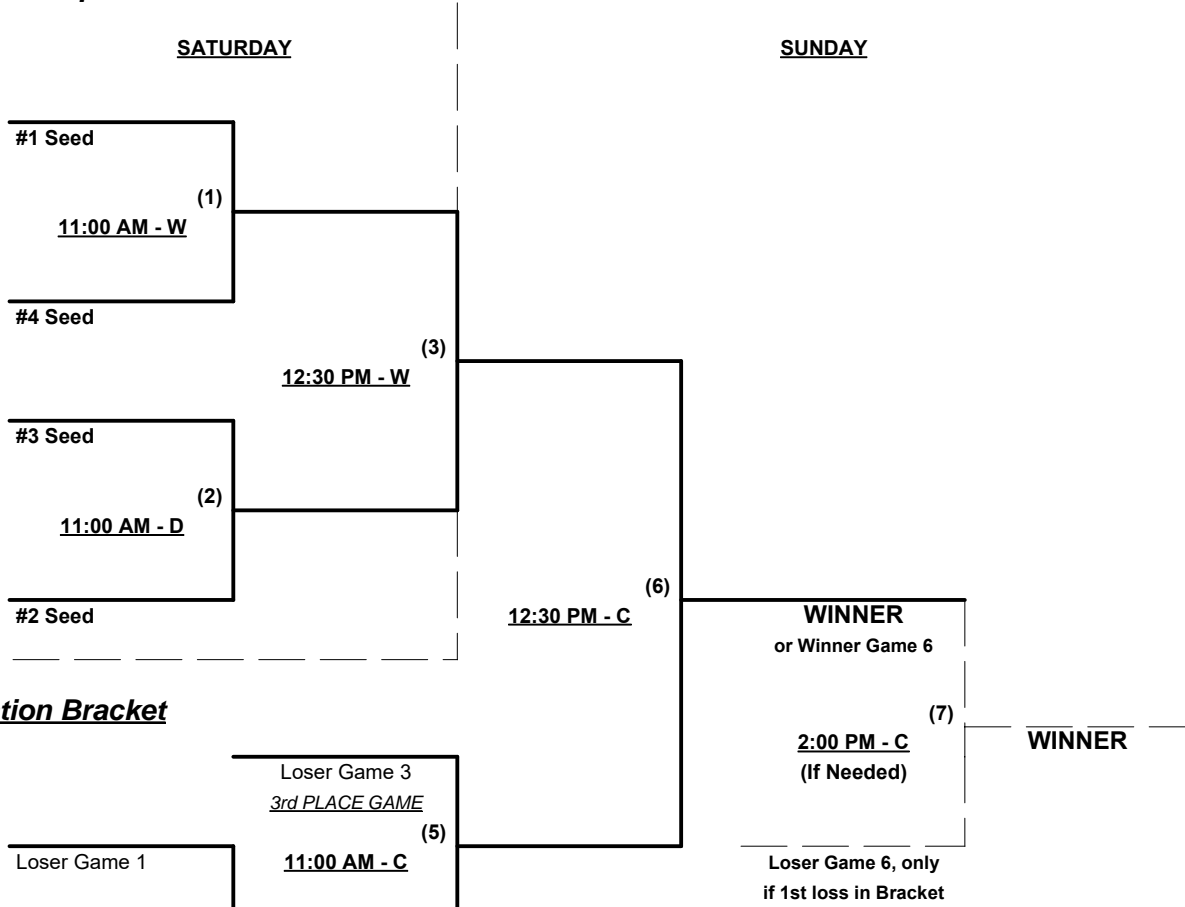 SATURDAY
SUNDAY
#1 Seed
(1)
11:00 AM - W
#4 Seed
(3)
12:30 PM - W
#3 Seed
(2)
11:00 AM - D
(6)
#2 Seed
12:30 PM - C
WINNER
or Winner Game 6
tion Bracket
(7)
2:00 PM - C
WINNER
(If Needed)
Loser Game 3
3rd PLACE GAME
(5)
Loser Game 1
11:00 AM - C
Loser Game 6, only
if 1st loss in Bracket